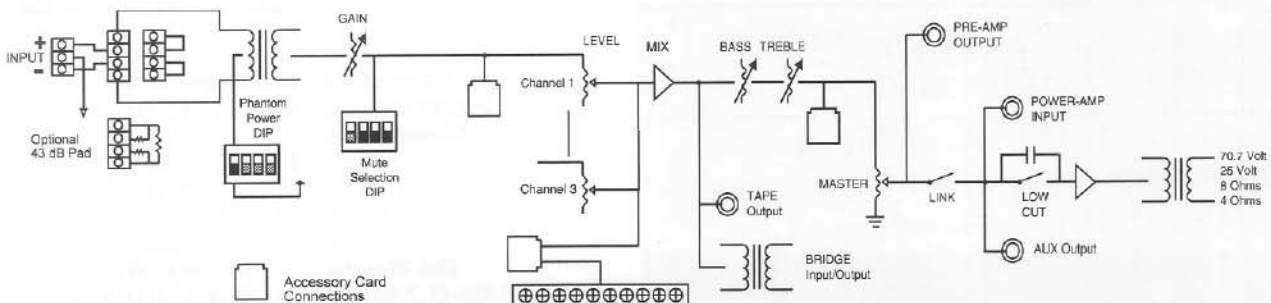 INPUT
+
-
Optional
43 dB Pad
Phantom
Power
DIP
GAIN
Mute
Selection
DIP
LEVEL
Channel 1
Channel 3
MIX
BASS TREBLE
TAPE
Output
BRIDGE
Input/Output
PRE-AMP
OUTPUT
POWER-AMP
INPUT
MASTER
LINK
LOW
CUT
AUX Output
70.7 Volt
25 Volt
8 Ohms
4 Ohms
Accessory Card
Connections